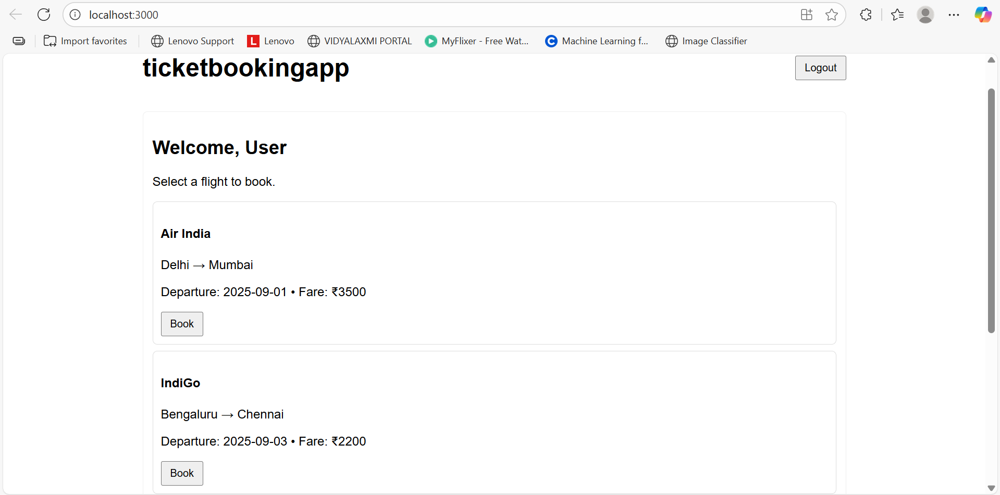 localhost:3000
Import favorites Lenovo Support L Lenovo VIDYALAXMI PORTAL MyFlixer - Free Wat... C Machine Learning f... Image Classifier
ticketbookingapp Logout
Welcome, User
Select a flight to book.
Air India
Delhi → Mumbai
Departure: 2025-09-01 • Fare: ₹3500
Book
IndiGo
Bengaluru → Chennai
Departure: 2025-09-03 • Fare: ₹2200
Book